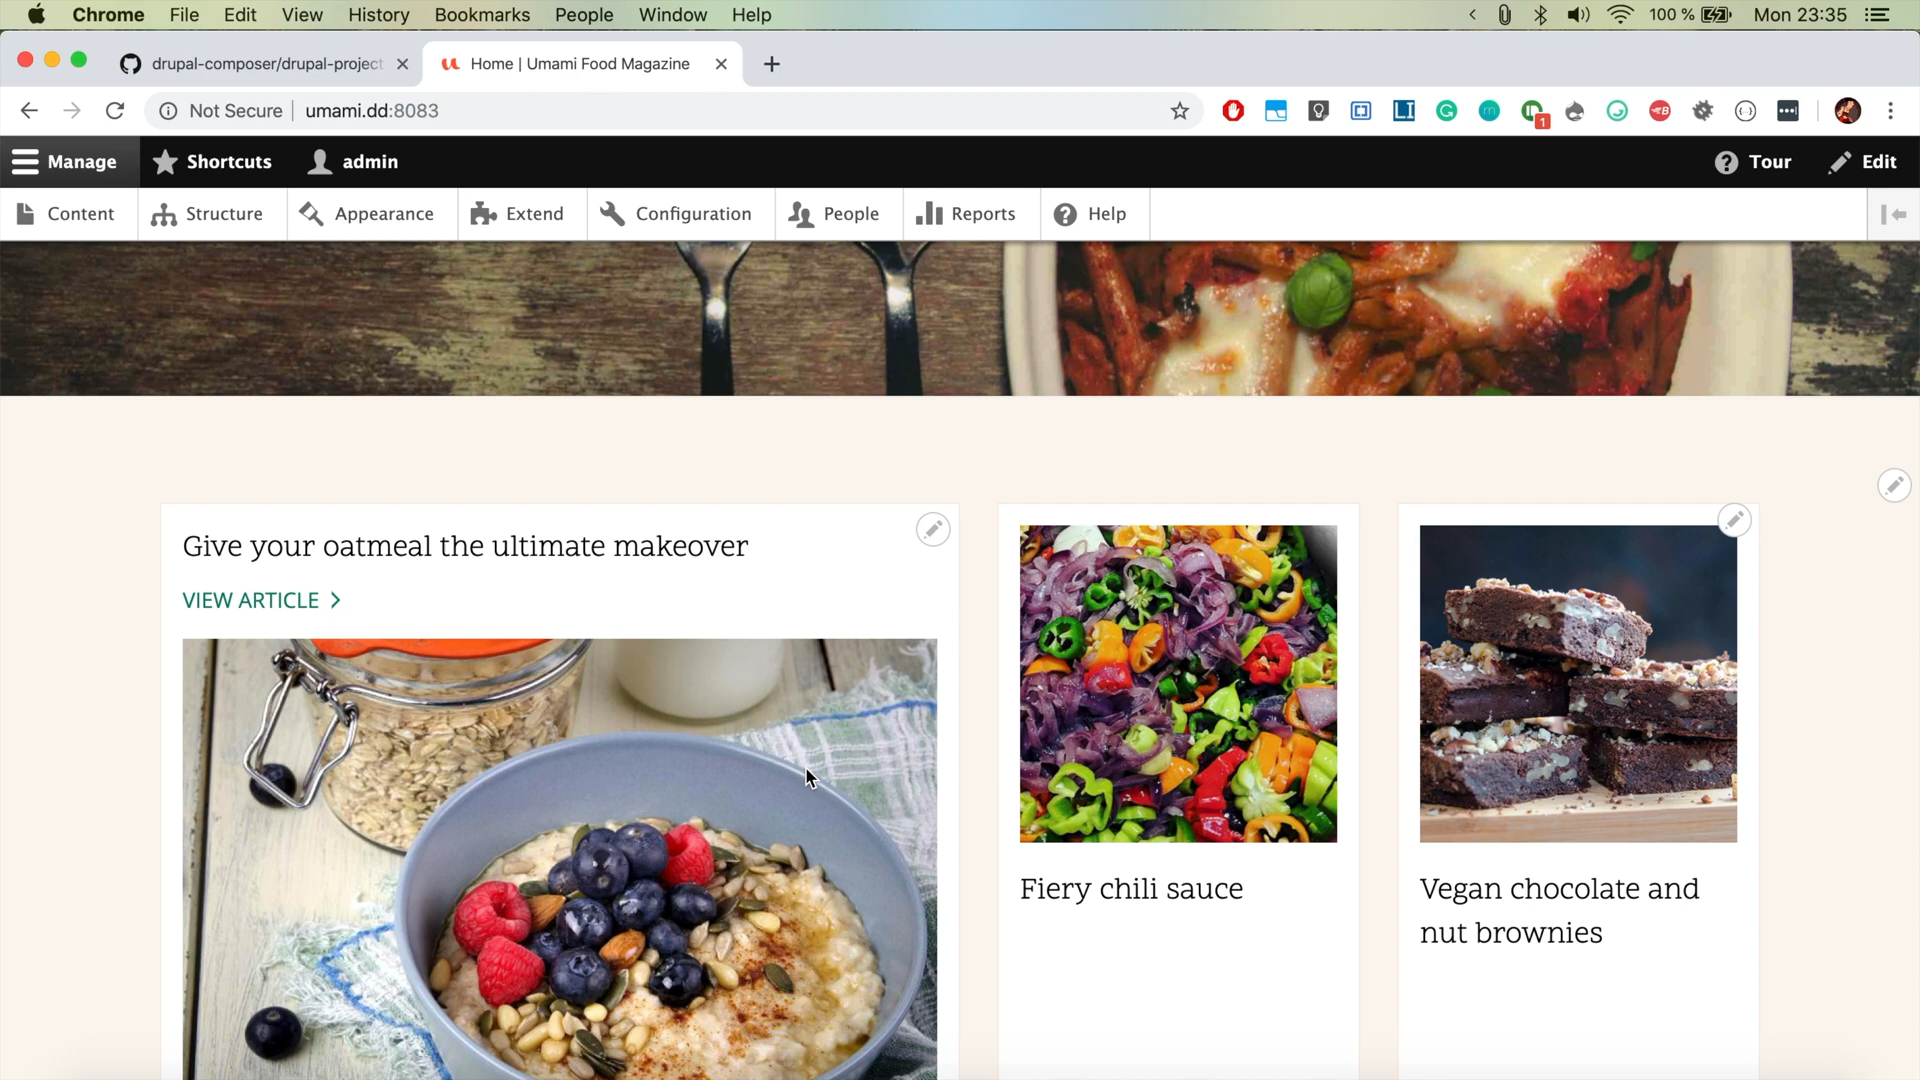 Chrome File Edit View History Bookmarks People Window Help 100 % Mon 23:35
drupal-composer/drupal-project Home | Umami Food Magazine
Not Secure umami.dd:8083 1
Manage Shortcuts admin Tour Edit
Content Structure Appearance Extend Configuration People Reports Help
Give your oatmeal the ultimate makeover
VIEW ARTICLE
Fiery chili sauce
Vegan chocolate and
nut brownies